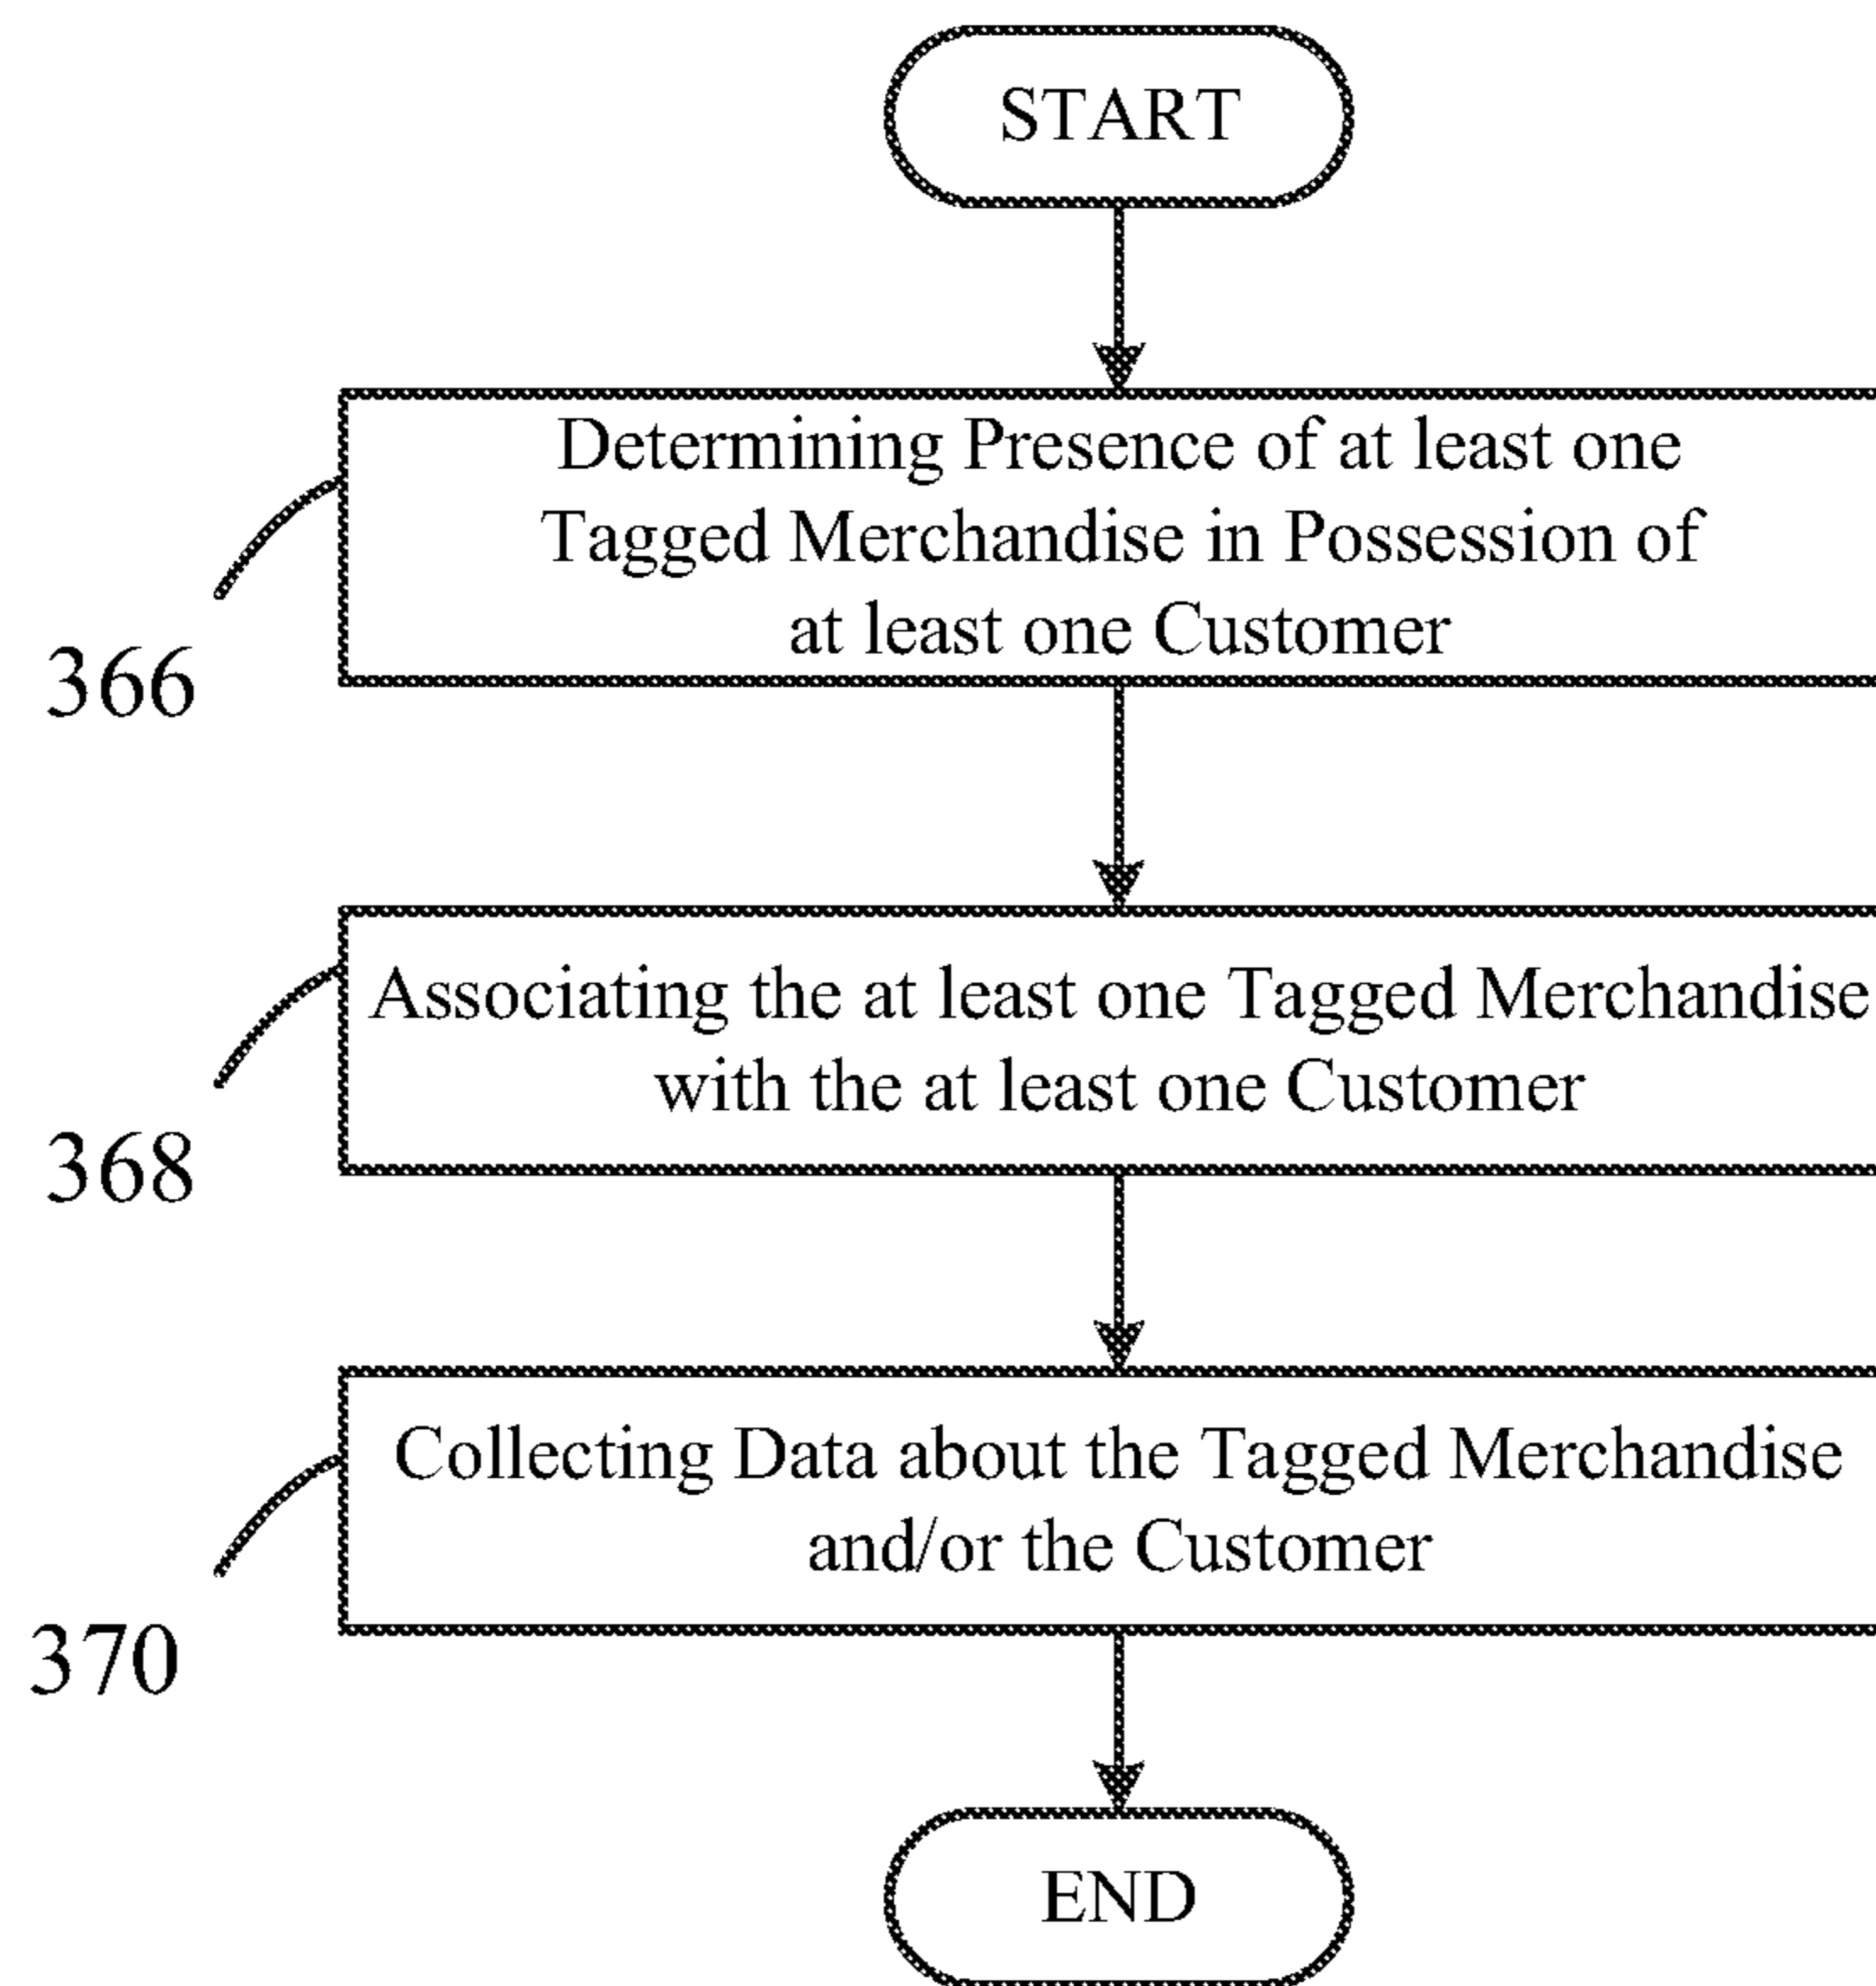 START
Determining Presence of at least one
Tagged Merchandise in Possession of
at least one Customer
366
Associating the at least one Tagged Merchandise
with the at least one Customer
368
Collecting Data about the Tagged Merchandise
and/or the Customer
370
END